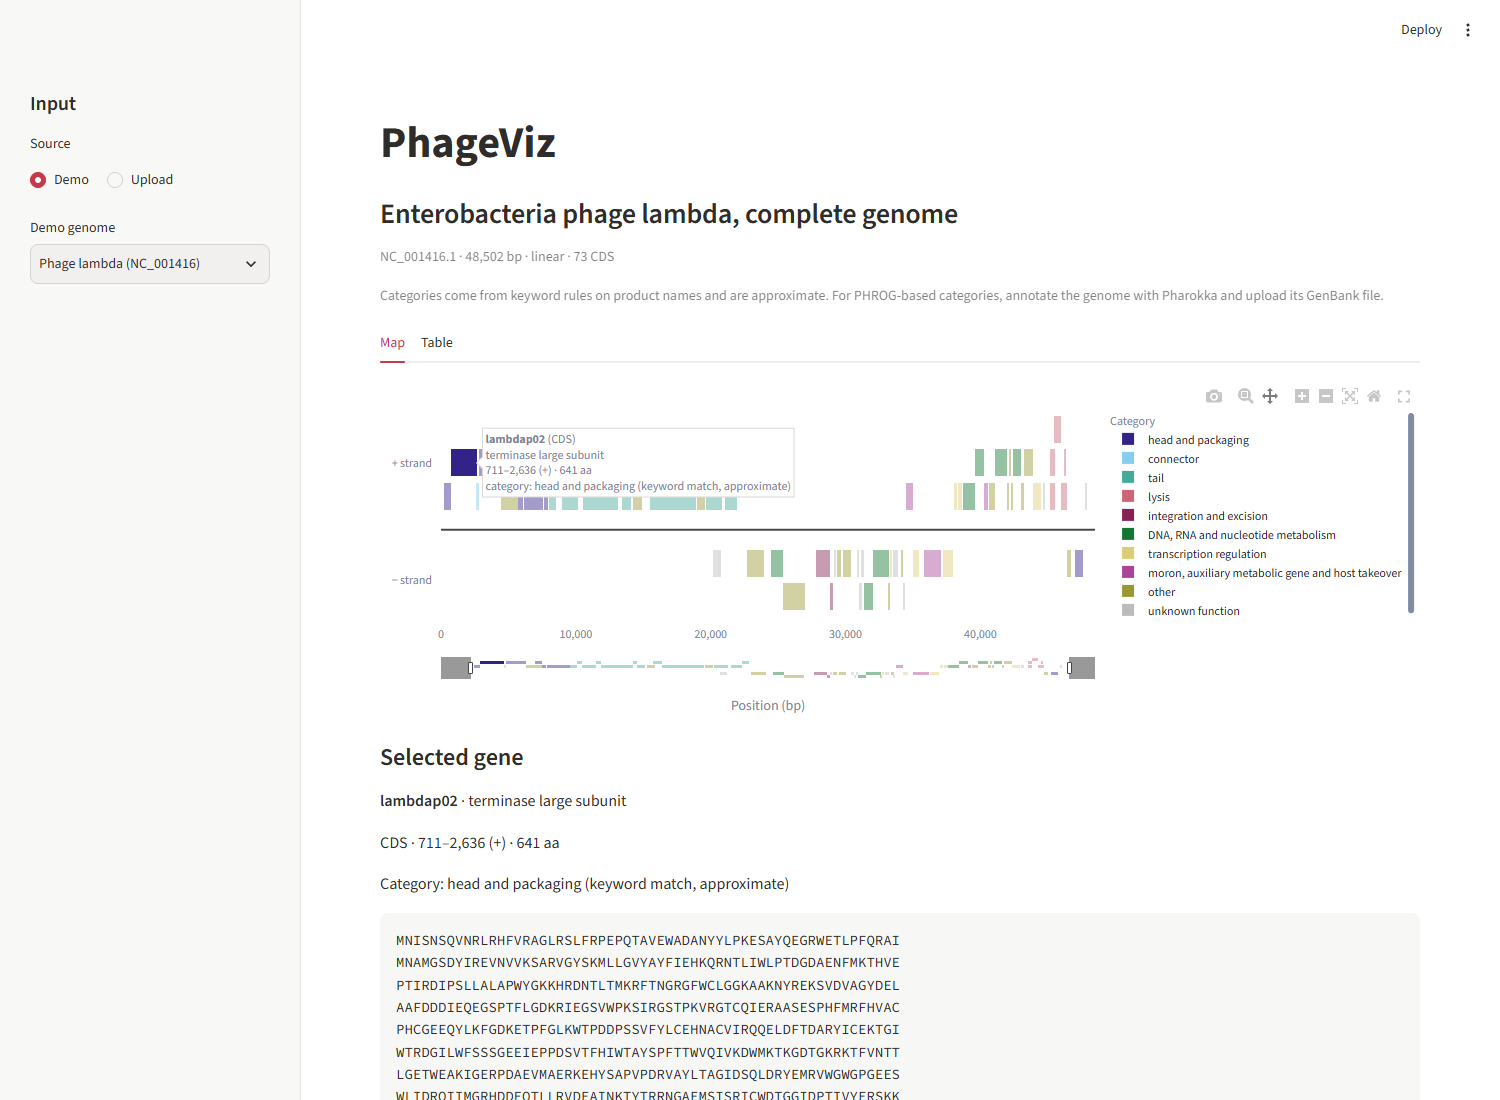 Deploy
Input
Source
Demo
Upload
Demo genome
Phage lambda (NC_001416)
PhageViz
Enterobacteria phage lambda, complete genome
NC_001416.1 · 48,502 bp · linear · 73 CDS
Categories come from keyword rules on product names and are approximate. For PHROG-based categories, annotate the genome with Pharokka and upload its GenBank file.
Map
Table
+ strand
lambdap02 (CDS)
terminase large subunit
711–2,636 (+) · 641 aa
category: head and packaging (keyword match, approximate)
− strand
0
10,000
20,000
30,000
40,000
Position (bp)
Category
head and packaging
connector
tail
lysis
integration and excision
DNA, RNA and nucleotide metabolism
transcription regulation
moron, auxiliary metabolic gene and host takeover
other
unknown function
Selected gene
lambdap02 · terminase large subunit
CDS · 711–2,636 (+) · 641 aa
Category: head and packaging (keyword match, approximate)
MNISNSQVNRLRHFVRAGLRSLFRPEPQTAVEWADANYYLPKESAYQEGRWETLPFQRAI
MNAMGSDYIREVNVVKSARVGYSKMLLGVYAYFIEHKQRNTLIWLPTDGDAENFMKTHVE
PTIRDIPSLLALAPWYGKKHRDNTLTMKRFTNGRGFWCLGGKAAKNYREKSVDVAGYDEL
AAFDDDIEQEGSPTFLGDKRIEGSVWPKSIRGSTPKVRGTCQIERAASESPHFMRFHVAC
PHCGEEQYLKFGDKETPFGLKWTPDDPSSVFYLCEHNACVIRQQELDFTDARYICEKTGI
WTRDGILWFSSSGEEIEPPDSVTFHIWTAYSPFTTWVQIVKDWMKTKGDTGKRKTFVNTT
LGETWEAKIGERPDAEVMAERKEHYSAPVPDRVAYLTAGIDSQLDRYEMRVWGWGPGEES
WLIDRQIIMGRHDDEQTLLRVDEAINKTYTRRNGAEMSISRICWDTGGIDPTIVYERSKK